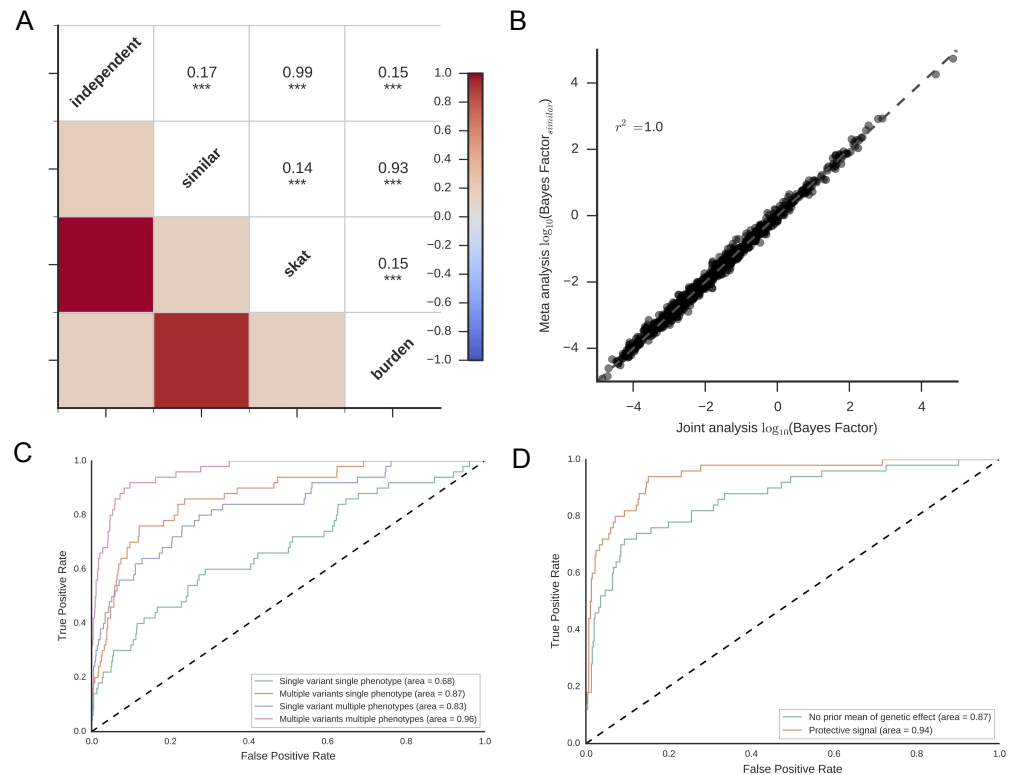 A
independent
0.17
***
0.99
***
0.15
***
similar
0.14
***
0.93
***
skat
0.15
***
burden
1.0
0.8
0.6
0.4
0.2
0.0
−0.2
−0.4
−0.6
−0.8
−1.0
B
Meta analysis log10(Bayes Factorsimilar)
4
2
0
−2
−4
r² =1.0
−4
−2
0
2
4
Joint analysis log10(Bayes Factor)
C
True Positive Rate
1.0
0.8
0.6
0.4
0.2
0.0
0.0
0.2
0.4
0.6
0.8
1.0
False Positive Rate
Single variant single phenotype (area = 0.68)
Multiple variants single phenotype (area = 0.87)
Single variant multiple phenotypes (area = 0.83)
Multiple variants multiple phenotypes (area = 0.96)
D
True Positive Rate
1.0
0.8
0.6
0.4
0.2
0.0
0.0
0.2
0.4
0.6
0.8
1.0
False Positive Rate
No prior mean of genetic effect (area = 0.87)
Protective signal (area = 0.94)